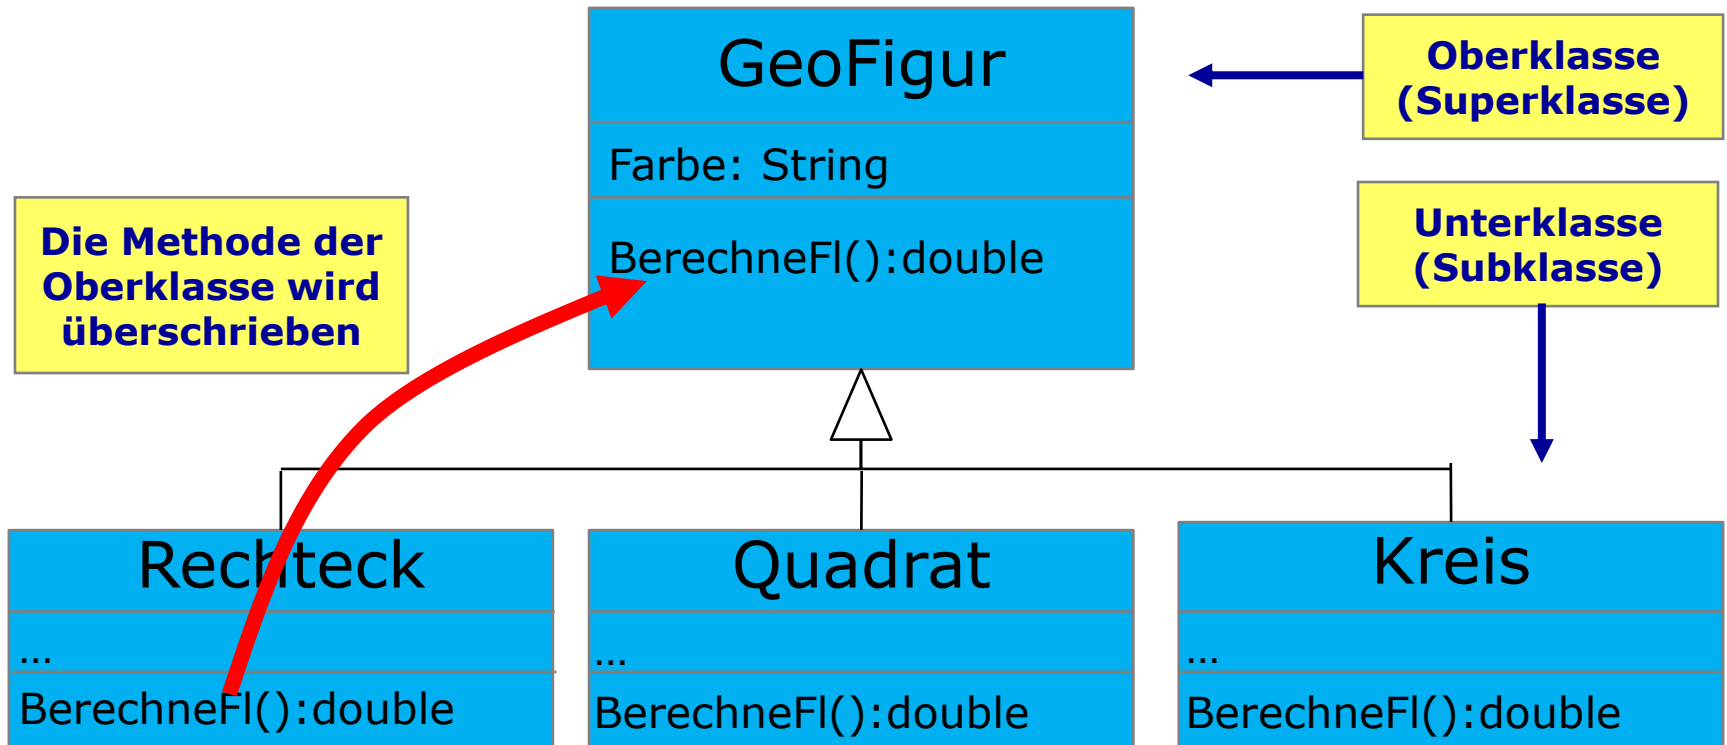 GeoFigur
Farbe: String
BerechneFl():double
Oberklasse
(Superklasse)
Unterklasse
(Subklasse)
Die Methode der
Oberklasse wird
überschrieben
Rechteck
...
BerechneFl():double
Quadrat
...
BerechneFl():double
Kreis
...
BerechneFl():double